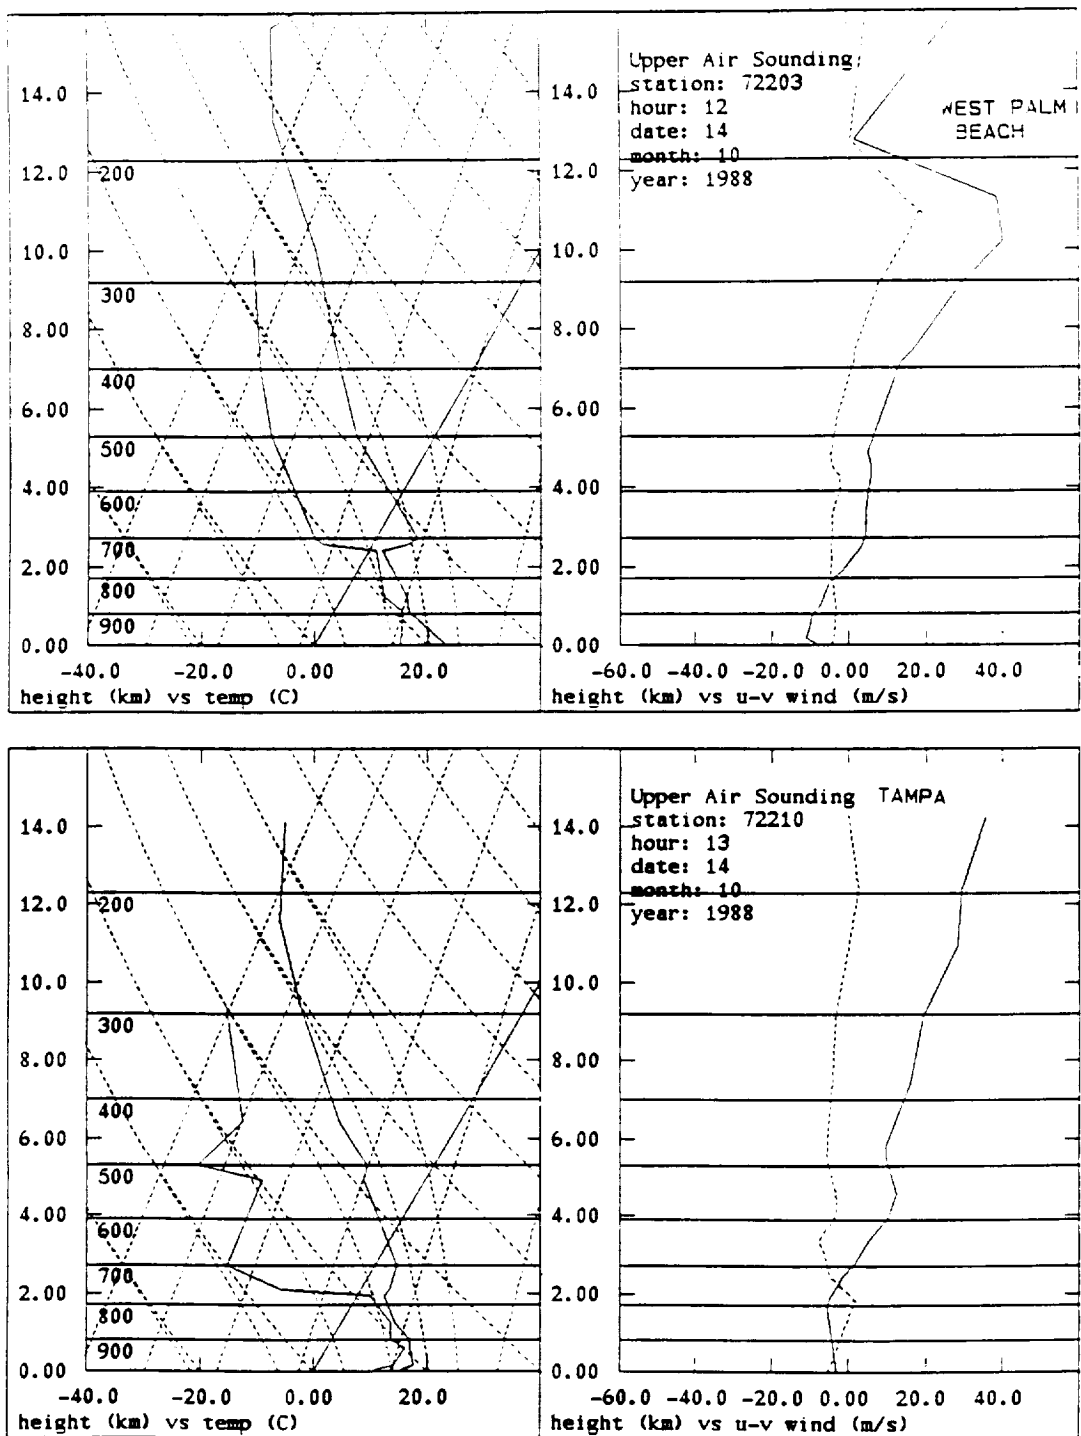 Upper Air Sounding
station: 72203
hour: 12
date: 14
month: 10
year: 1988
WEST PALM
BEACH
14.0
12.0
10.0
8.00
6.00
4.00
2.00
0.00
200
300
400
500
600
700
800
900
-40.0 -20.0 0.00 20.0
height (km) vs temp (C)
14.0
12.0
10.0
8.00
6.00
4.00
2.00
0.00
-60.0 -40.0 -20.0 0.00 20.0 40.0
height (km) vs u-v wind (m/s)
Upper Air Sounding TAMPA
station: 72210
hour: 13
date: 14
month: 10
year: 1988
14.0
12.0
10.0
8.00
6.00
4.00
2.00
0.00
200
300
400
500
600
700
800
900
-40.0 -20.0 0.00 20.0
height (km) vs temp (C)
14.0
12.0
10.0
8.00
6.00
4.00
2.00
0.00
-60.0 -40.0 -20.0 0.00 20.0 40.0
height (km) vs u-v wind (m/s)